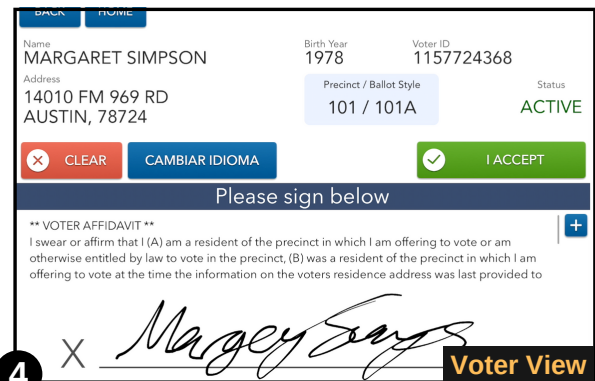 BACK HOME
Name Birth Year Voter ID
MARGARET SIMPSON 1978 1157724368
Address Precinct / Ballot Style Status
14010 FM 969 RD 101 / 101A ACTIVE
AUSTIN, 78724
CLEAR CAMBIAR IDIOMA I ACCEPT
Please sign below
** VOTER AFFIDAVIT **
I swear or affirm that I (A) am a resident of the precinct in which I am offering to vote or am
otherwise entitled by law to vote in the precinct, (B) was a resident of the precinct in which I am
offering to vote at the time the information on the voters residence address was last provided to
X Margey
4 Voter View